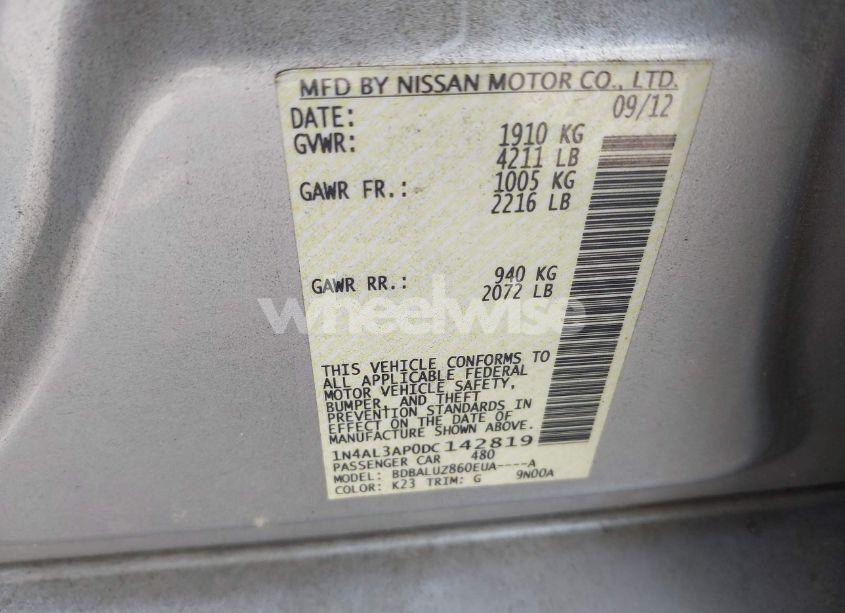 MFD BY NISSAN MOTOR CO., LTD.
DATE: 09/12
GVWR: 1910 KG
4211 LB
GAWR FR.: 1005 KG
2216 LB
GAWR RR.: 940 KG
2072 LB
wheelwise
THIS VEHICLE CONFORMS TO
ALL APPLICABLE FEDERAL
MOTOR VEHICLE SAFETY,
BUMPER, AND THEFT
PREVENTION STANDARDS IN
EFFECT ON THE DATE OF
MANUFACTURE SHOWN ABOVE.
1N4AL3AP0DC142819
PASSENGER CAR 480
MODEL: BDBALUZ860EUA----A
COLOR: K23 TRIM: G 9N00A